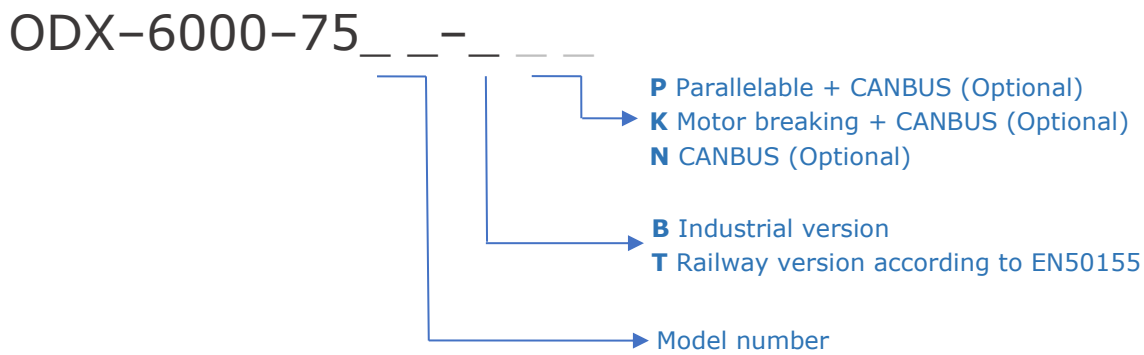 ODX–6000–75_ _–_ _ _
P Parallelable + CANBUS (Optional)
K Motor breaking + CANBUS (Optional)
N CANBUS (Optional)
B Industrial version
T Railway version according to EN50155
Model number